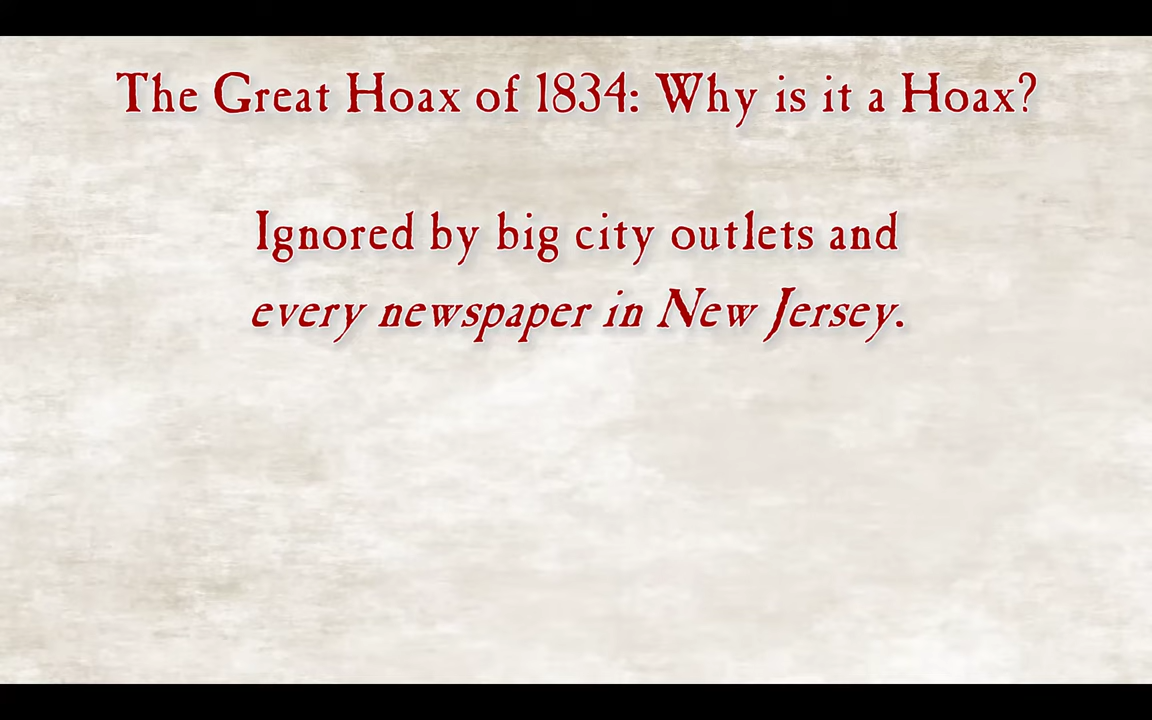 The Great Hoax of 1834: Why is it a Hoax?
Ignored by big city outlets and
every newspaper in New Jersey.